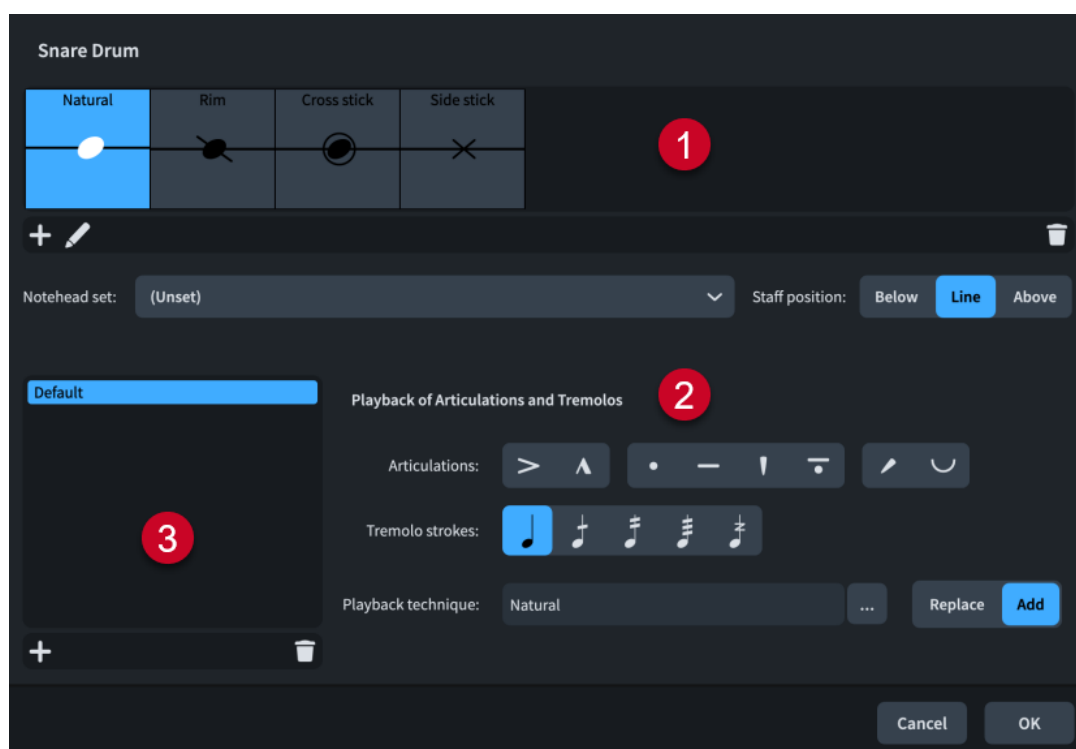 Snare Drum
Natural Rim Cross stick Side stick
1
Notehead set: (Unset) Staff position: Below Line Above
Default
Playback of Articulations and Tremolos 2
Articulations:
3
Tremolo strokes:
Playback technique: Natural ... Replace Add
Cancel OK